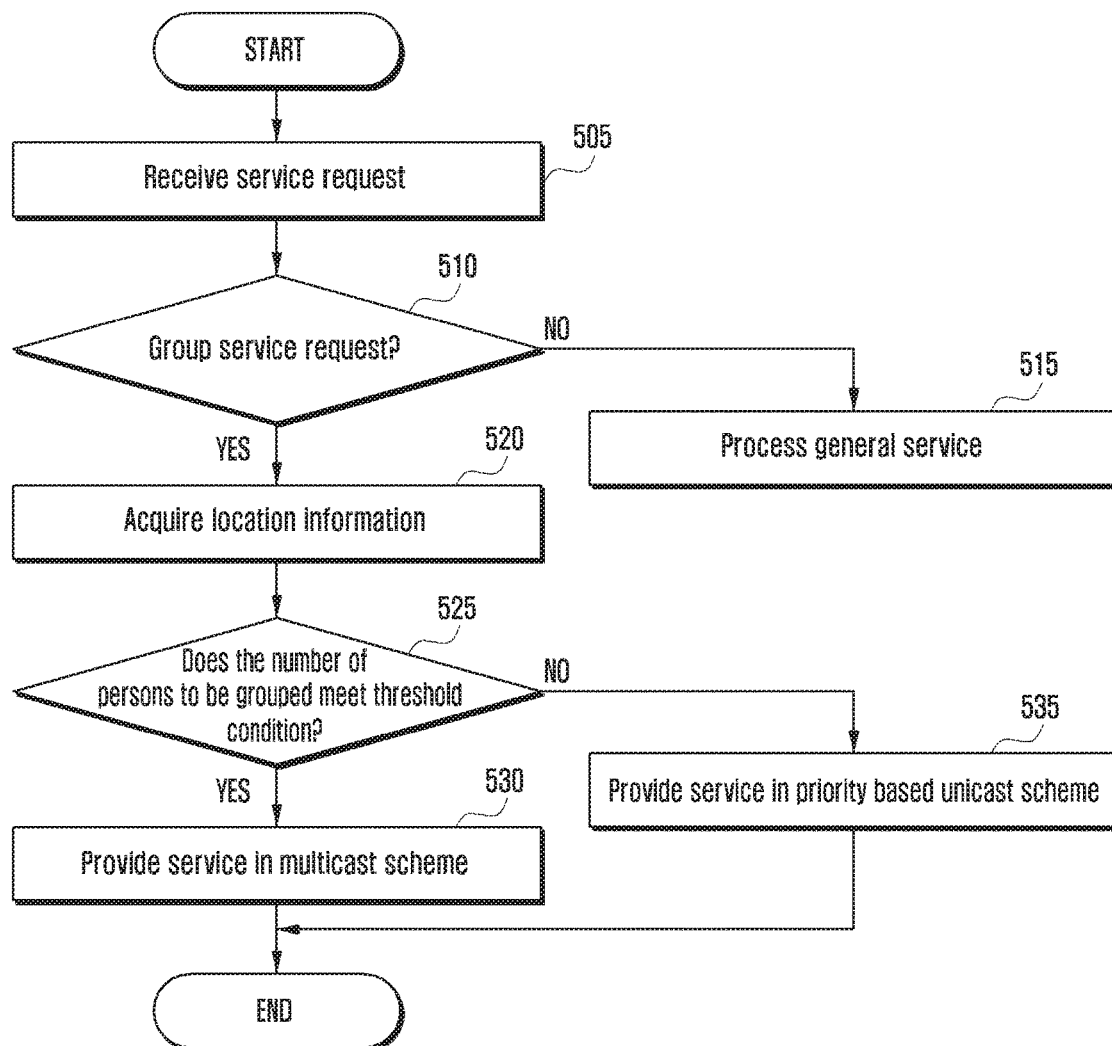 START
505
Receive service request
510
Group service request?
NO
515
Process general service
YES
520
Acquire location information
525
Does the number of
persons to be grouped meet threshold
condition?
NO
535
Provide service in priority based unicast scheme
YES
530
Provide service in multicast scheme
END